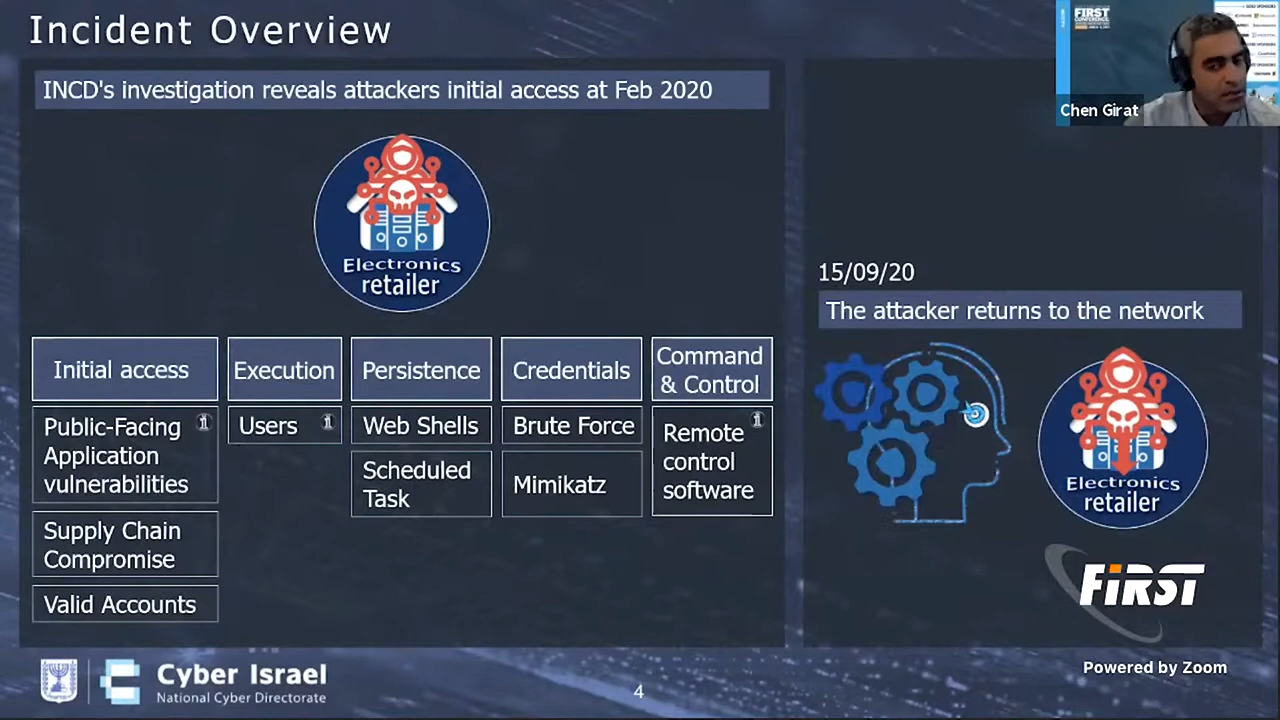 Incident Overview
INCD's investigation reveals attackers initial access at Feb 2020
Electronics
retailer
Initial access
Public-Facing
Application
vulnerabilities
Supply Chain
Compromise
Valid Accounts
Execution
Users
Persistence
Web Shells
Scheduled
Task
Credentials
Brute Force
Mimikatz
Command
& Control
Remote
control
software
FIRST
CONFERENCE
Chen Girat
15/09/20
The attacker returns to the network
Electronics
retailer
FiRST
Powered by Zoom
Cyber Israel
National Cyber Directorate
4